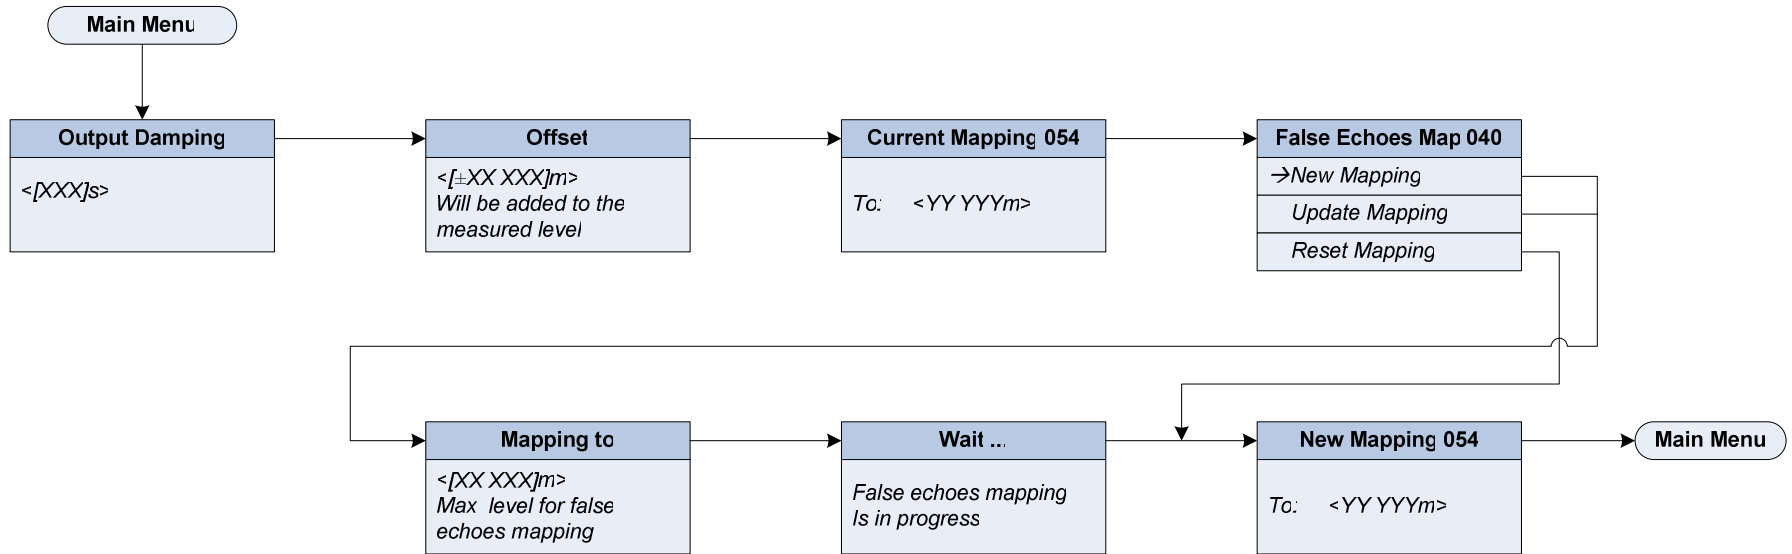 Main Menu
Output Damping
<[XXX]s>
Offset
<[±XX XXX]m>
Will be added to the
measured level
Current Mapping 054
To: <YY YYYm>
False Echoes Map 040
→New Mapping
Update Mapping
Reset Mapping
Mapping to
<[XX XXX]m>
Max level for false
echoes mapping
Wait ...
False echoes mapping
Is in progress
New Mapping 054
To: <YY YYYm>
Main Menu